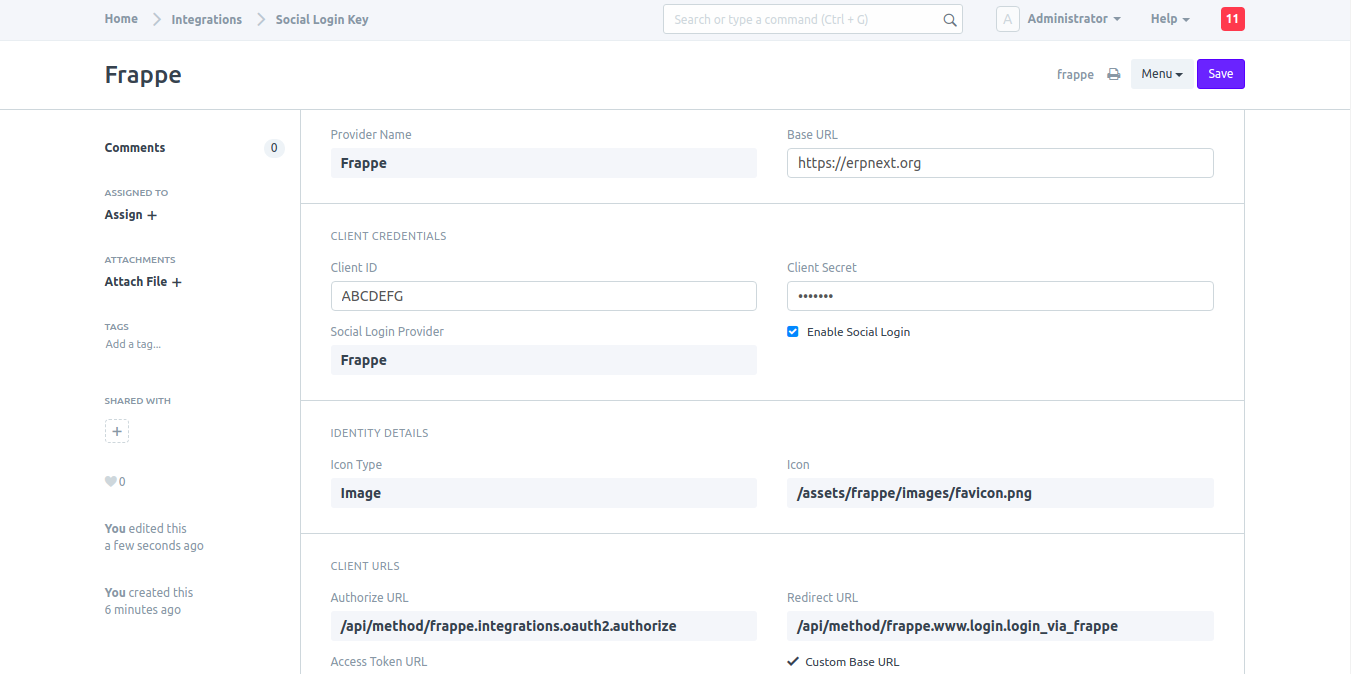 Home Integrations Social Login Key Search or type a command (Ctrl + G) A Administrator Help 11
Frappe frappe Menu Save
Comments 0
ASSIGNED TO
Assign +
ATTACHMENTS
Attach File +
TAGS
Add a tag...
SHARED WITH
+
0
You edited this
a few seconds ago
You created this
6 minutes ago
Provider Name
Frappe
Base URL
https://erpnext.org
CLIENT CREDENTIALS
Client ID
ABCDEFG
Client Secret
•••••••
Social Login Provider
Frappe
Enable Social Login
IDENTITY DETAILS
Icon Type
Image
Icon
/assets/frappe/images/favicon.png
CLIENT URLS
Authorize URL
/api/method/frappe.integrations.oauth2.authorize
Redirect URL
/api/method/frappe.www.login.login_via_frappe
Access Token URL
Custom Base URL